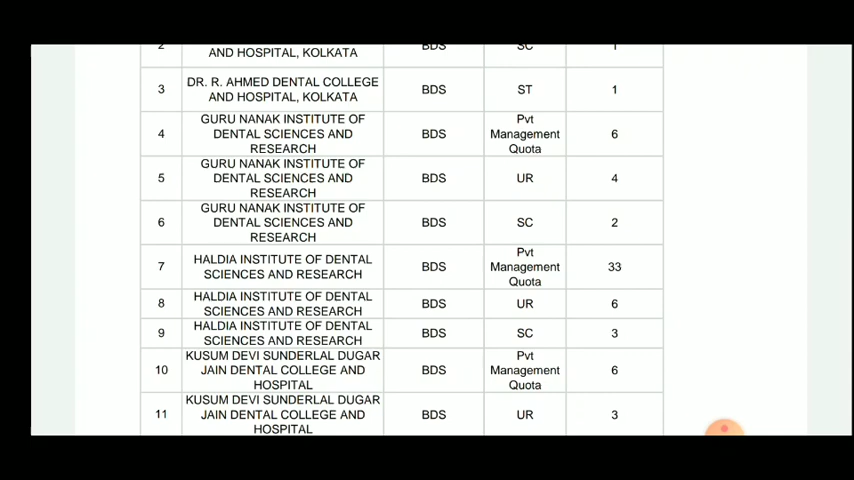 2 AND HOSPITAL, KOLKATA BDS SC 1
DR. R. AHMED DENTAL COLLEGE
3 BDS ST 1
AND HOSPITAL, KOLKATA
GURU NANAK INSTITUTE OF Pvt
4 DENTAL SCIENCES AND BDS Management 6
RESEARCH Quota
GURU NANAK INSTITUTE OF
5 DENTAL SCIENCES AND BDS UR 4
RESEARCH
GURU NANAK INSTITUTE OF
6 DENTAL SCIENCES AND BDS SC 2
RESEARCH
Pvt
HALDIA INSTITUTE OF DENTAL
7 BDS Management 33
SCIENCES AND RESEARCH
Quota
HALDIA INSTITUTE OF DENTAL
8 BDS UR 6
SCIENCES AND RESEARCH
HALDIA INSTITUTE OF DENTAL
9 BDS SC 3
SCIENCES AND RESEARCH
KUSUM DEVI SUNDERLAL DUGAR Pvt
10 JAIN DENTAL COLLEGE AND BDS Management 6
HOSPITAL Quota
KUSUM DEVI SUNDERLAL DUGAR
11 JAIN DENTAL COLLEGE AND BDS UR 3
HOSPITAL